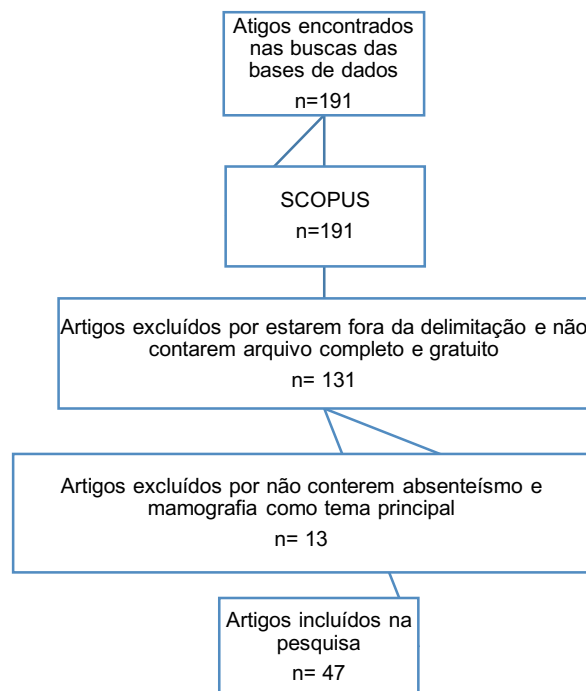 Atigos encontrados
nas buscas das
bases de dados
n=191
SCOPUS
n=191
Artigos excluídos por estarem fora da delimitação e não
contarem arquivo completo e gratuito
n= 131
Artigos excluídos por não conterem absenteísmo e
mamografia como tema principal
n= 13
Artigos incluídos na
pesquisa
n= 47